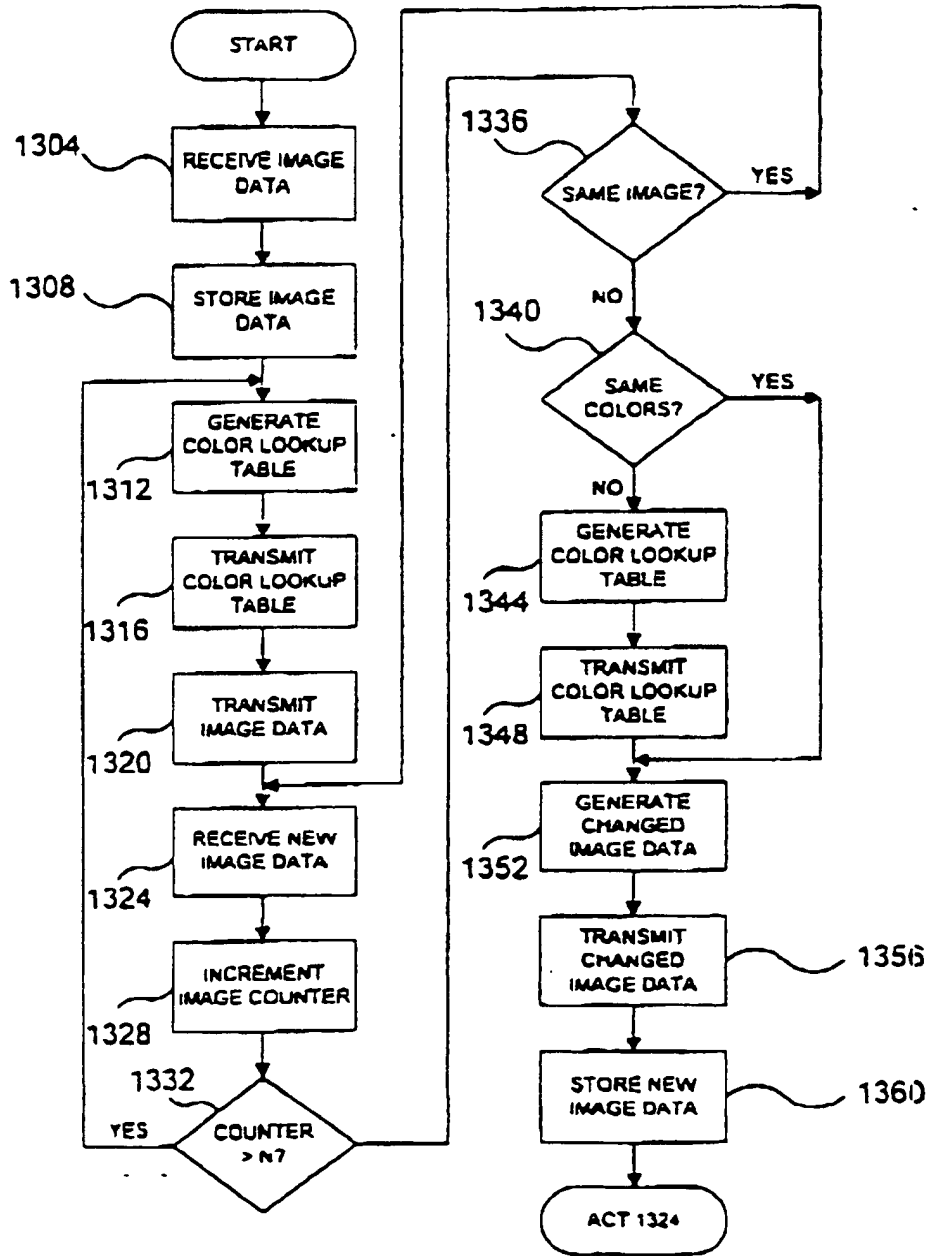 START
1304
RECEIVE IMAGE
DATA
1308
STORE IMAGE
DATA
GENERATE
COLOR LOOKUP
TABLE
1312
TRANSMIT
COLOR LOOKUP
TABLE
1316
TRANSMIT
IMAGE DATA
1320
RECEIVE NEW
IMAGE DATA
1324
INCREMENT
IMAGE COUNTER
1328
1332
COUNTER
> N?
YES
1336
SAME IMAGE?
YES
NO
1340
SAME
COLORS?
YES
NO
GENERATE
COLOR LOOKUP
TABLE
1344
TRANSMIT
COLOR LOOKUP
TABLE
1348
GENERATE
CHANGED
IMAGE DATA
1352
TRANSMIT
CHANGED
IMAGE DATA
1356
STORE NEW
IMAGE DATA
1360
ACT 1324